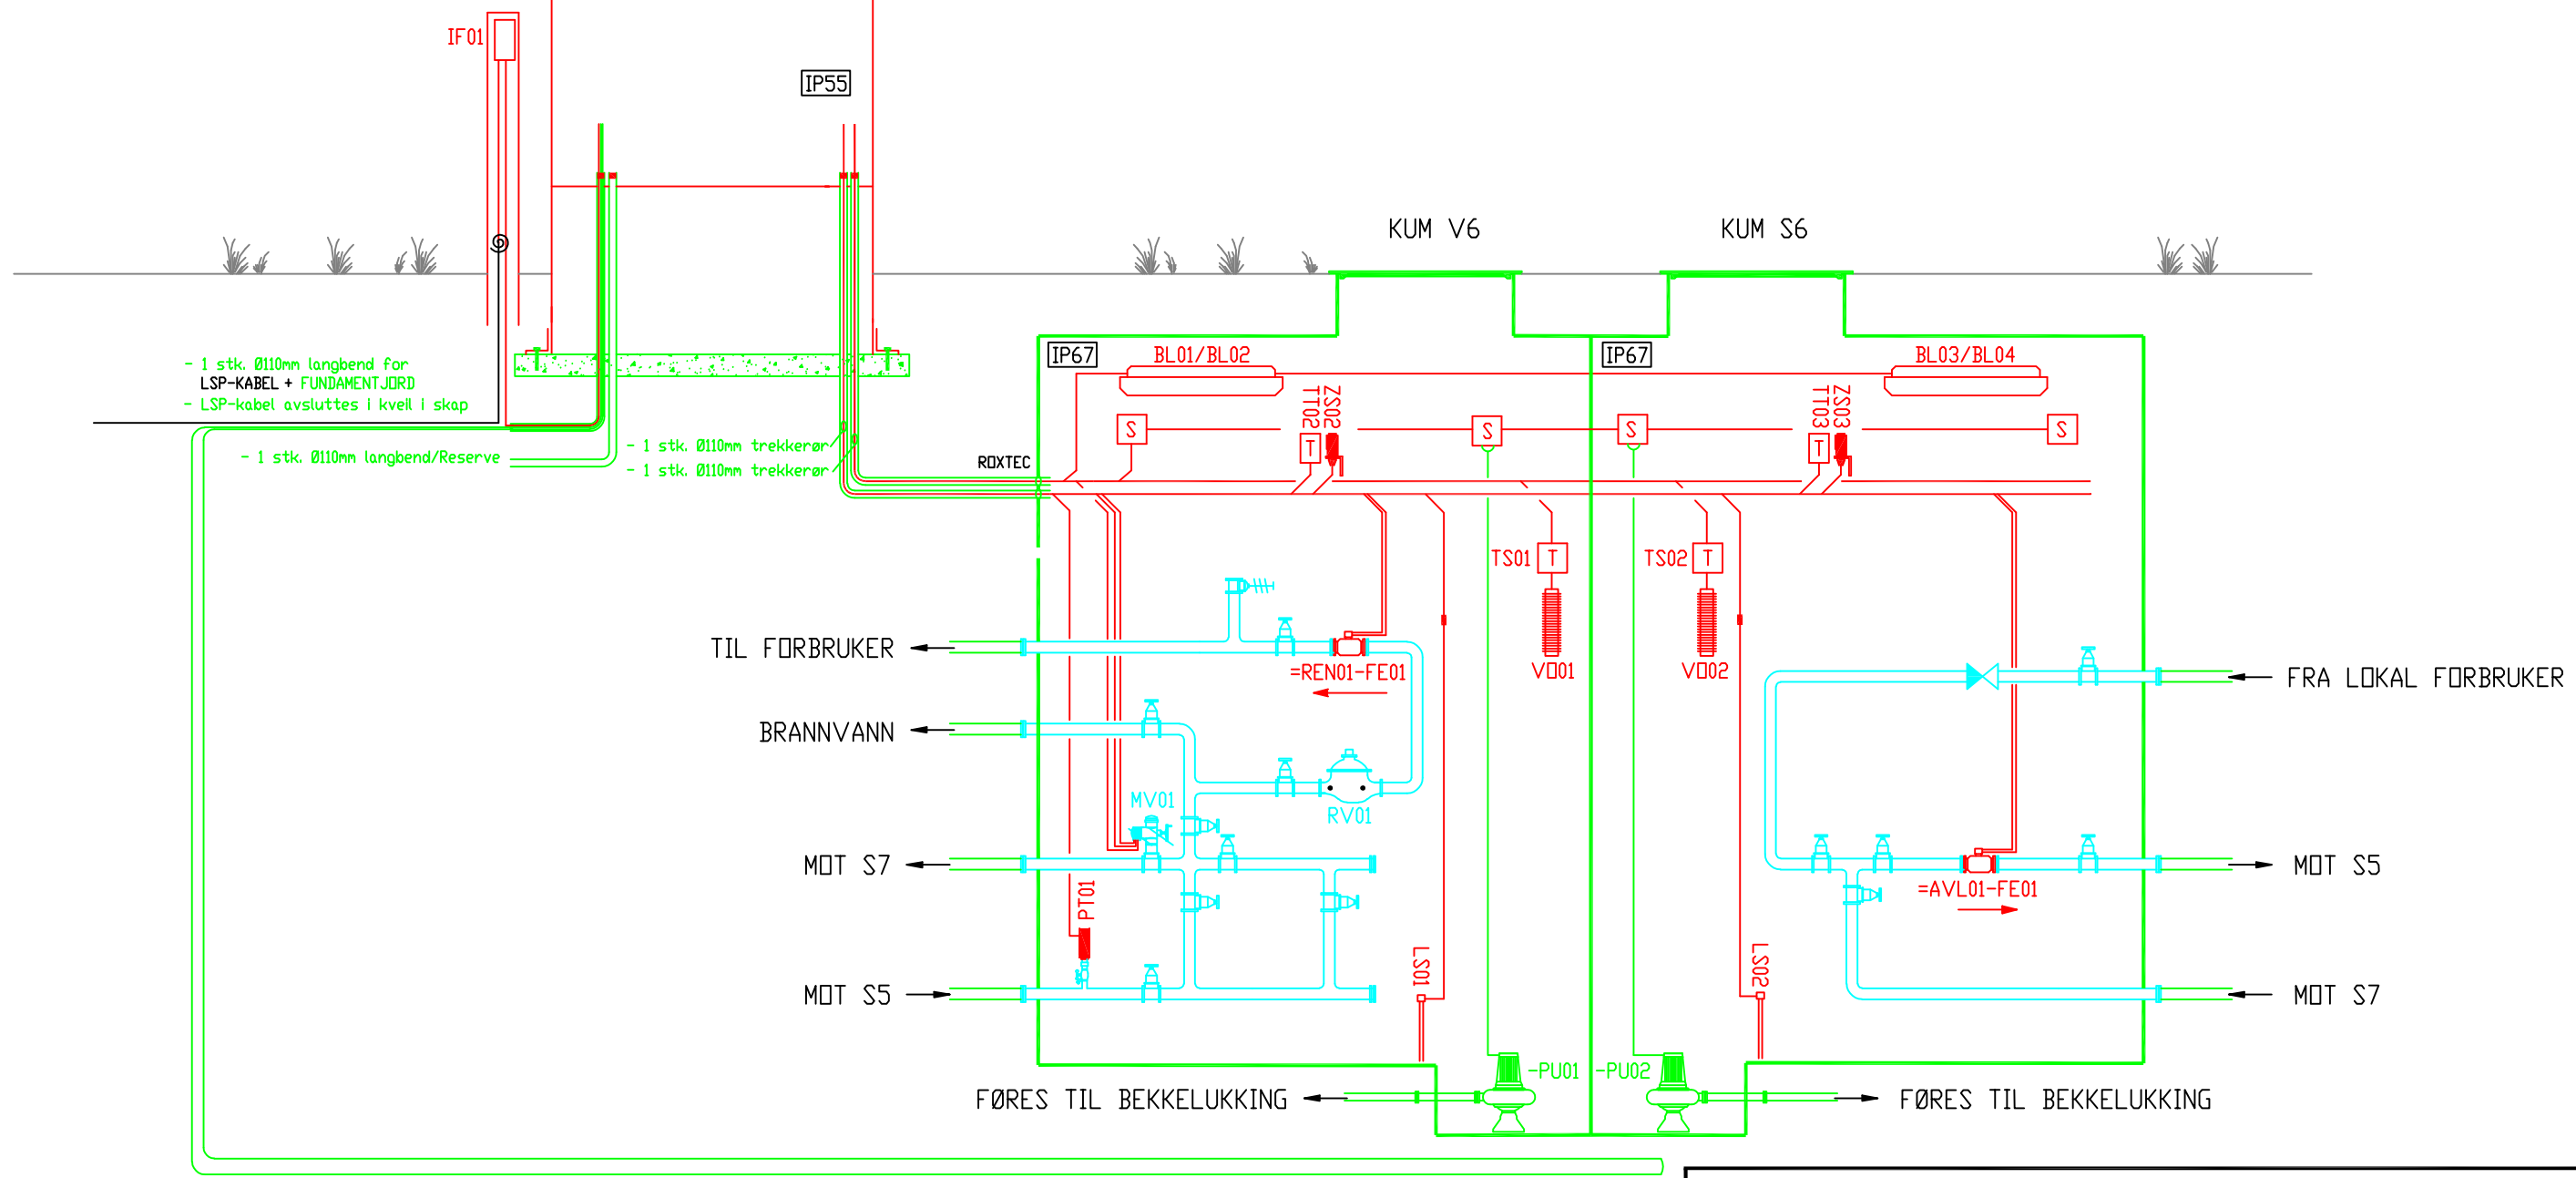 IF01
IP55
KUM V6
KUM S6
- 1 stk. Ø110mm langbend for
LSP-KABEL + FUNDAMENTJORD
- LSP-kabel avsluttes i kveil i skap
- 1 stk. Ø110mm langbend/Reserve
- 1 stk. Ø110mm trekkerør
- 1 stk. Ø110mm trekkerør
ROXTEC
IP67
BL01/BL02
IP67
BL03/BL04
S
TT02
ZS02
T
S
S
TT03
ZS03
T
S
TS01
T
TS02
T
TIL FORBRUKER
=REN01-FE01
VO01
VO02
FRA LOKAL FORBRUKER
BRANNVANN
MV01
RV01
MOT S7
PT01
MOT S5
=AVL01-FE01
LS01
LS02
MOT S5
MOT S7
-PU01
-PU02
FØRES TIL BEKKELUKKING
FØRES TIL BEKKELUKKING